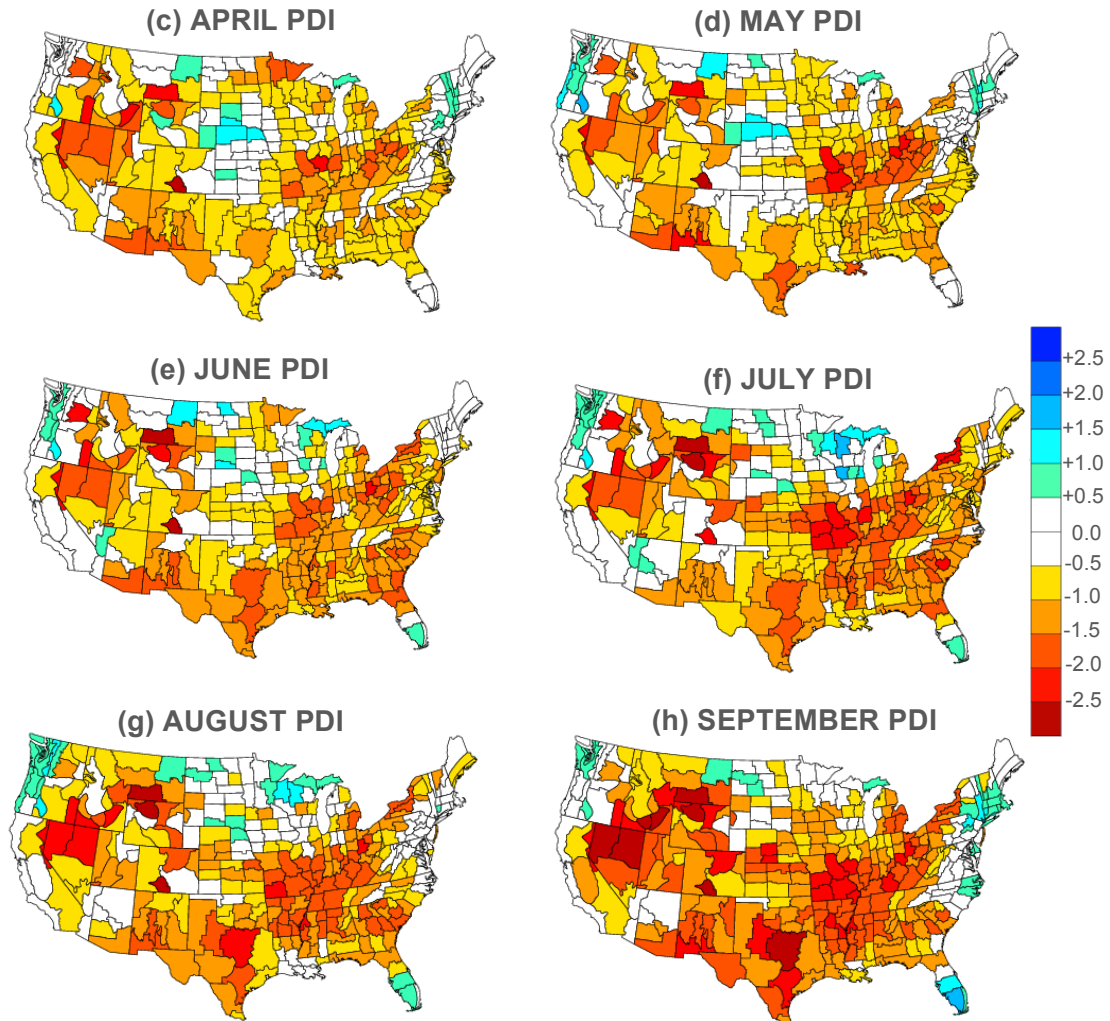 (c) APRIL PDI
(d) MAY PDI
(e) JUNE PDI
(f) JULY PDI
+2.5
+2.0
+1.5
+1.0
+0.5
0.0
-0.5
-1.0
-1.5
-2.0
-2.5
(g) AUGUST PDI
(h) SEPTEMBER PDI